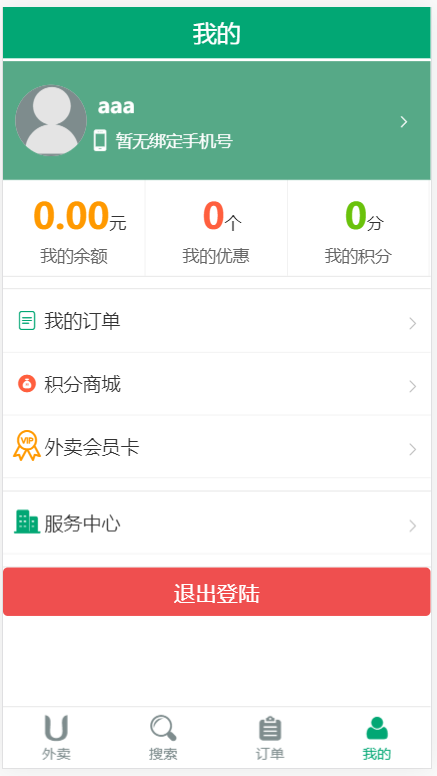 我的
aaa
暂无绑定手机号
0.00元 0个 0分
我的余额 我的优惠 我的积分
我的订单
积分商城
VIP 外卖会员卡
服务中心
退出登陆
外卖 搜索 订单 我的